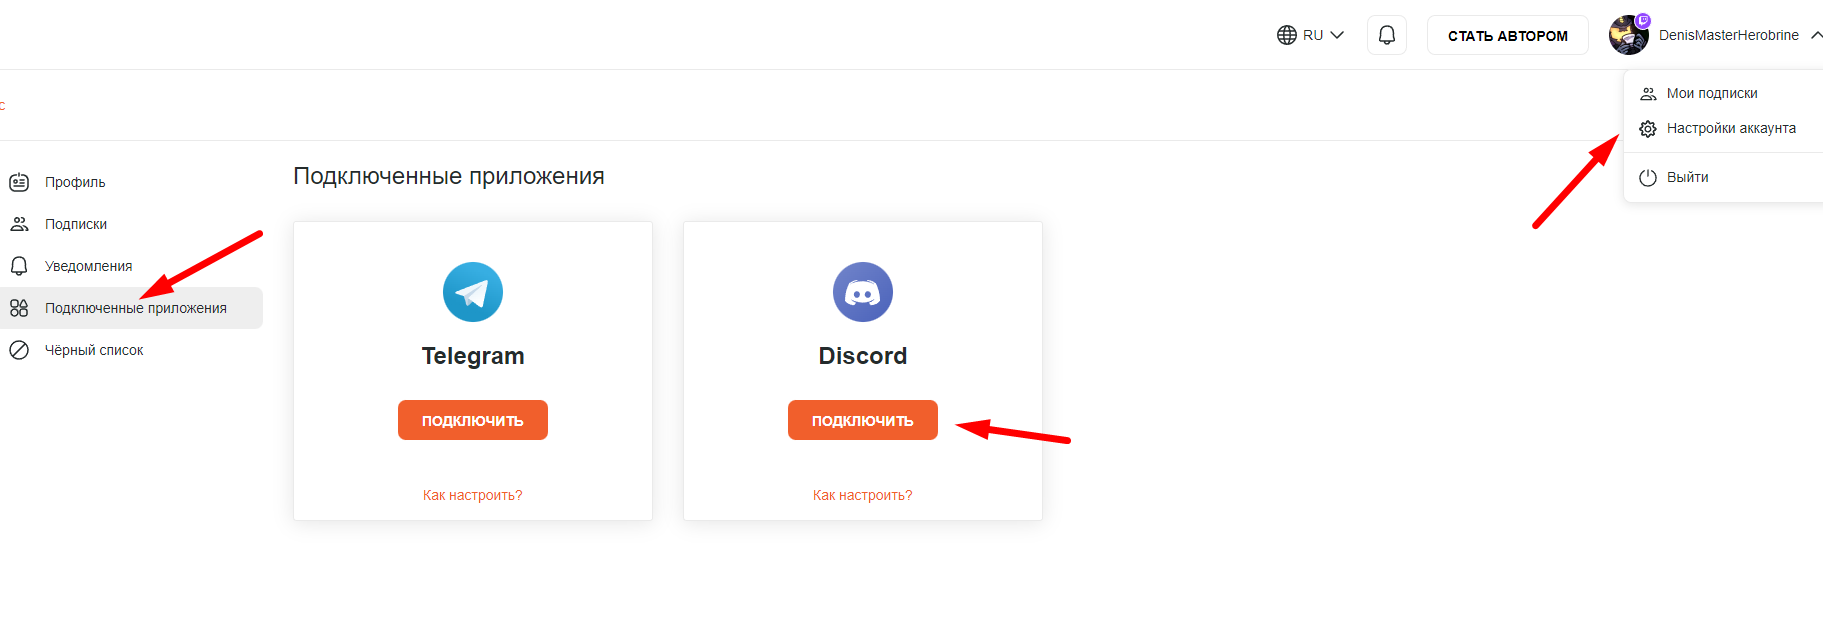 RU
СТАТЬ АВТОРОМ
DenisMasterHerobrine
Мои подписки
Настройки аккаунта
Выйти
с
Профиль
Подписки
Уведомления
Подключенные приложения
Чёрный список
Подключенные приложения
Telegram
ПОДКЛЮЧИТЬ
Как настроить?
Discord
ПОДКЛЮЧИТЬ
Как настроить?